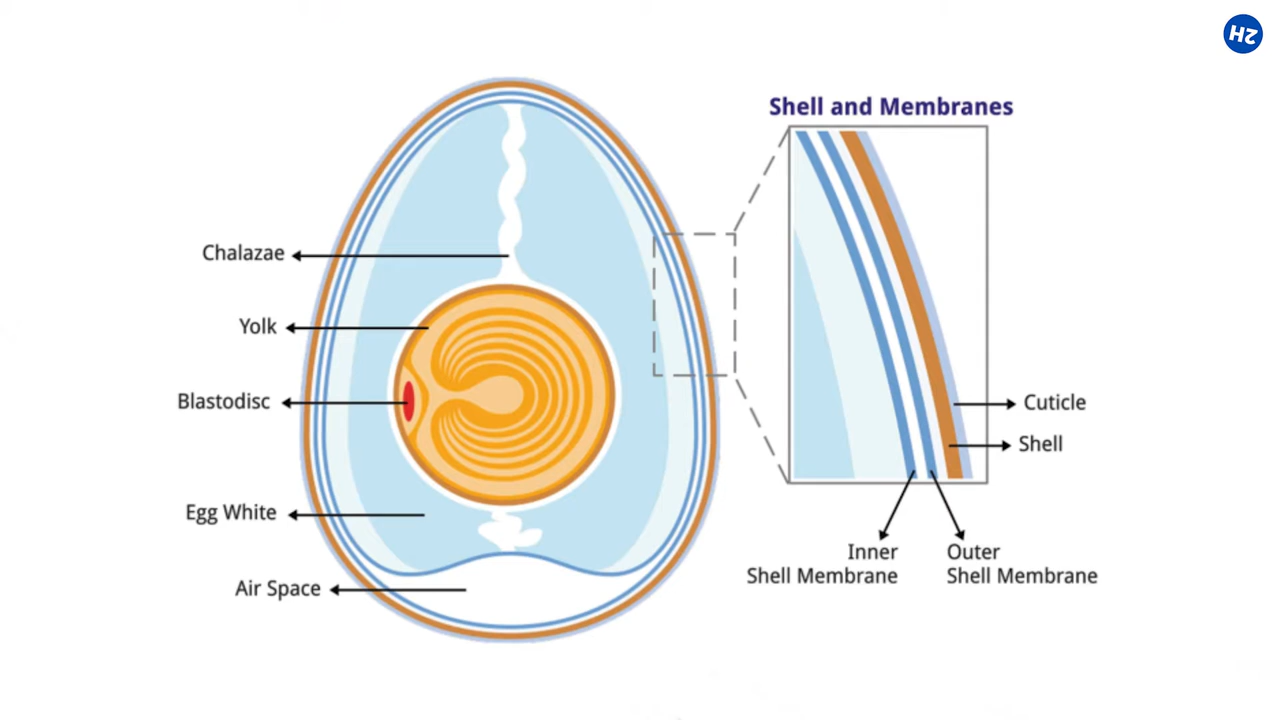 HZ
Shell and Membranes
Chalazae
Yolk
Blastodisc
Egg White
Air Space
Cuticle
Shell
Inner
Shell Membrane
Outer
Shell Membrane